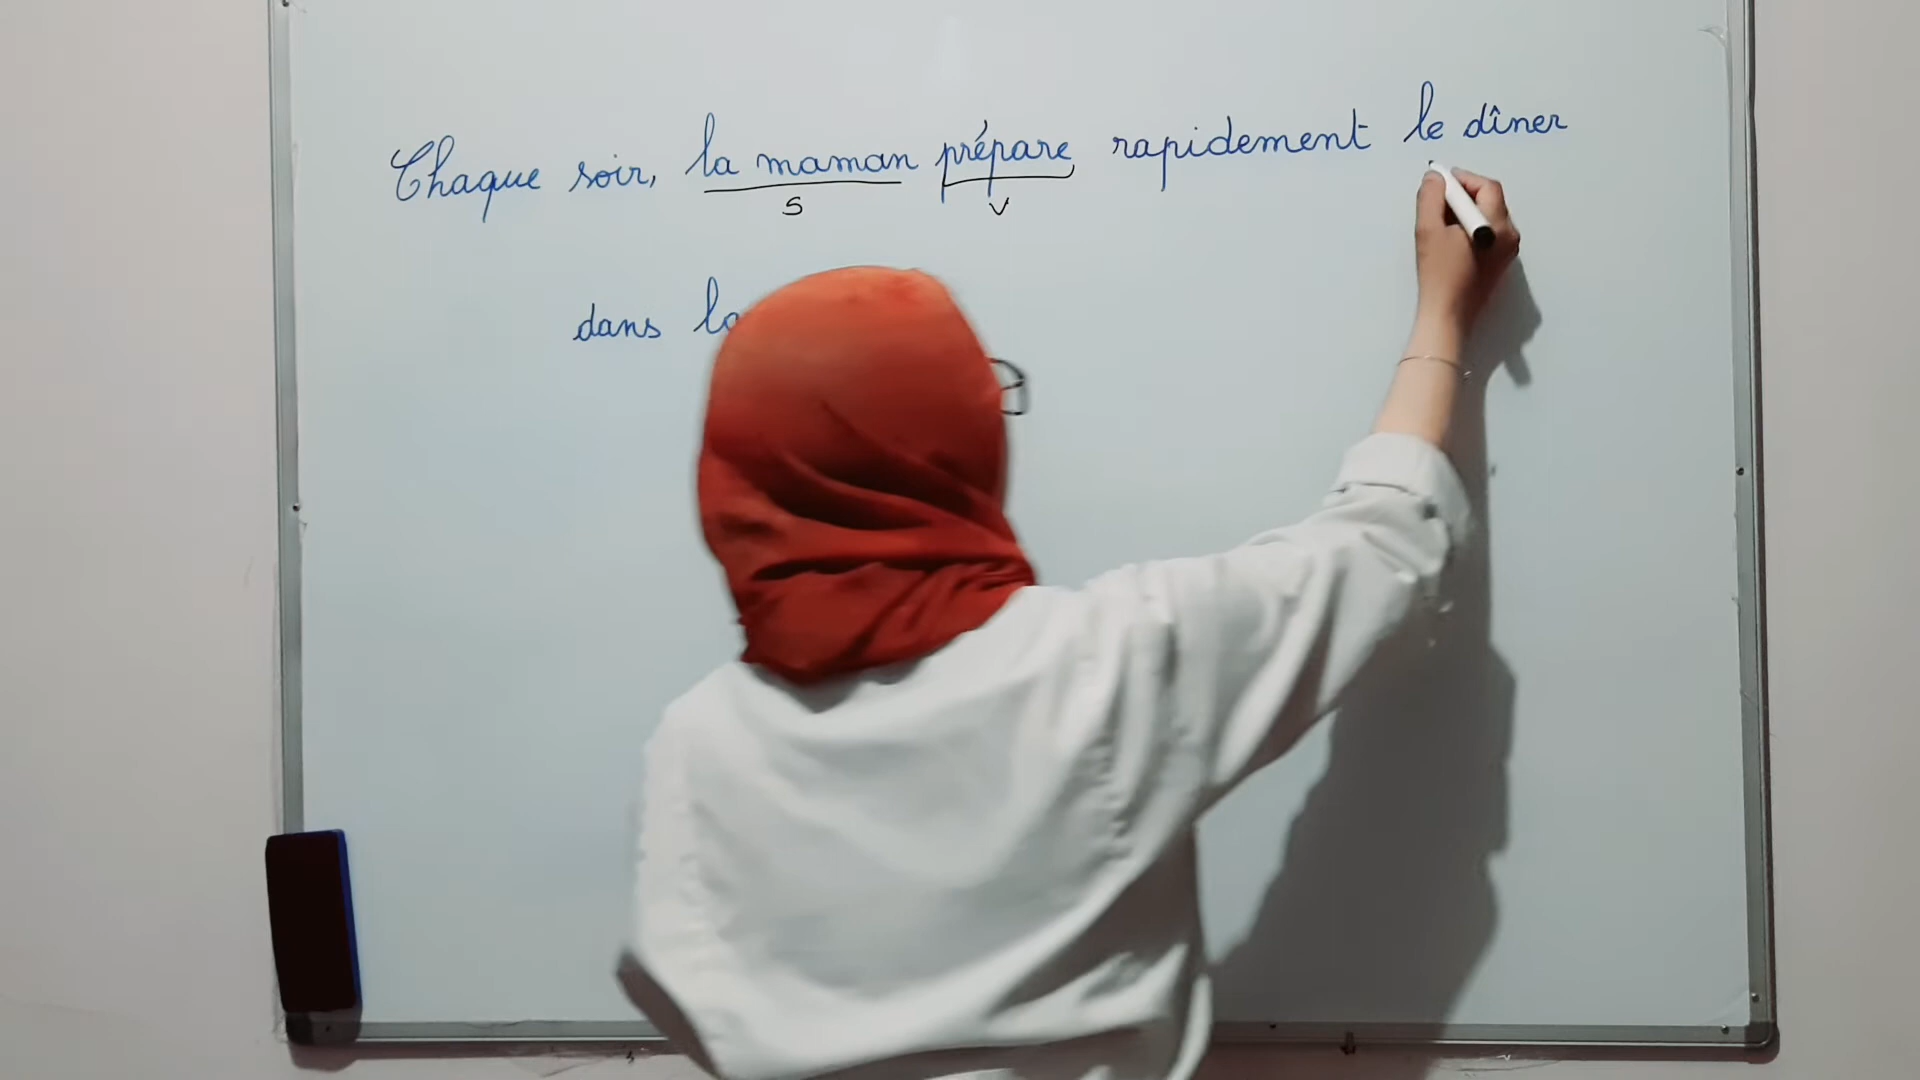 Chaque soir, la maman prépare rapidement le dîner
S V
dans la